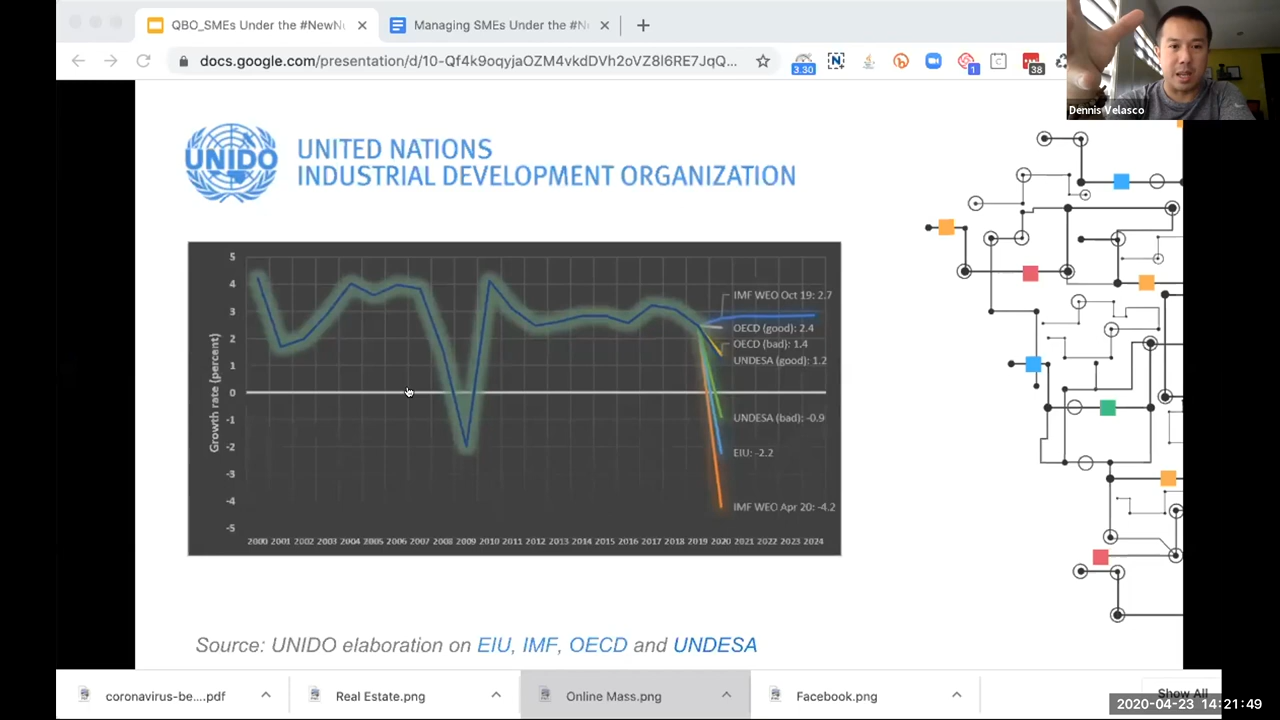 QBO_SMEs Under the #NewNu
Managing SMEs Under the #N
docs.google.com/presentation/d/10-Qf4k9oqyjaOZM4vkdDVh2oVZ8l6RE7JqQ...
3.30
1
38
Dennis Velasco
UNIDO
UNITED NATIONS
INDUSTRIAL DEVELOPMENT ORGANIZATION
Growth rate (percent)
5
4
3
2
1
0
-1
-2
-3
-4
-5
IMF WEO Oct 19: 2.7
OECD (good): 2.4
OECD (bad): 1.4
UNDESA (good): 1.2
UNDESA (bad): -0.9
EIU: -2.2
IMF WEO Apr 20: -4.2
2000 2001 2002 2003 2004 2005 2006 2007 2008 2009 2010 2011 2012 2013 2014 2015 2016 2017 2018 2019 2020 2021 2022 2023 2024
Source: UNIDO elaboration on EIU, IMF, OECD and UNDESA
coronavirus-be....pdf
Real Estate.png
Online Mass.png
Facebook.png
Show All
2020-04-23 14:21:49